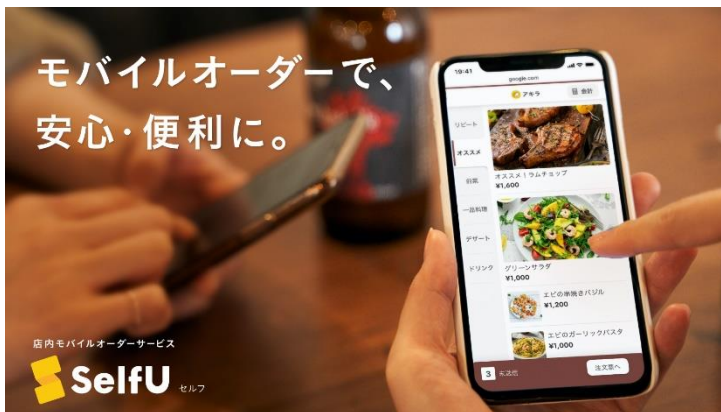 モバイルオーダーで、
安心・便利に。
店内モバイルオーダーサービス
SelfU セルフ
19:41
google.com
アキラ
会計
リピート
オススメ
前菜
一品料理
デザート
ドリンク
オススメ！ラムチョップ
¥1,600
グリーンサラダ
¥1,000
エビの串焼きバジル
¥1,200
エビのガーリックパスタ
¥1,000
3 未送信
注文票へ